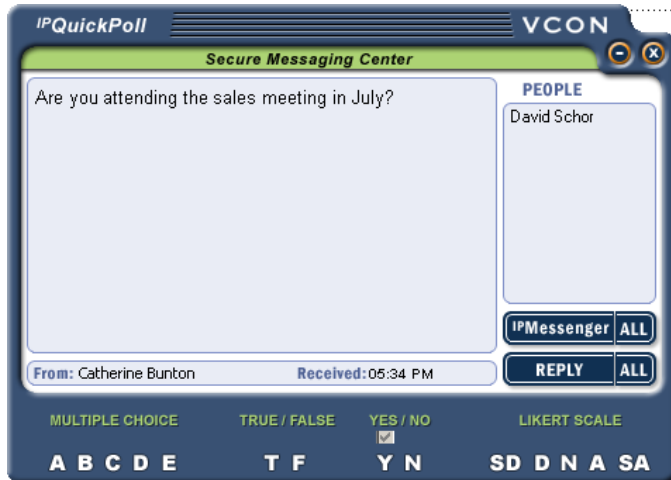 IPQuickPoll
VCON
Secure Messaging Center
Are you attending the sales meeting in July?
PEOPLE
David Schor
IPMessenger ALL
From: Catherine Bunton Received: 05:34 PM
REPLY ALL
MULTIPLE CHOICE TRUE / FALSE YES / NO LIKERT SCALE
A B C D E T F Y N SD D N A SA